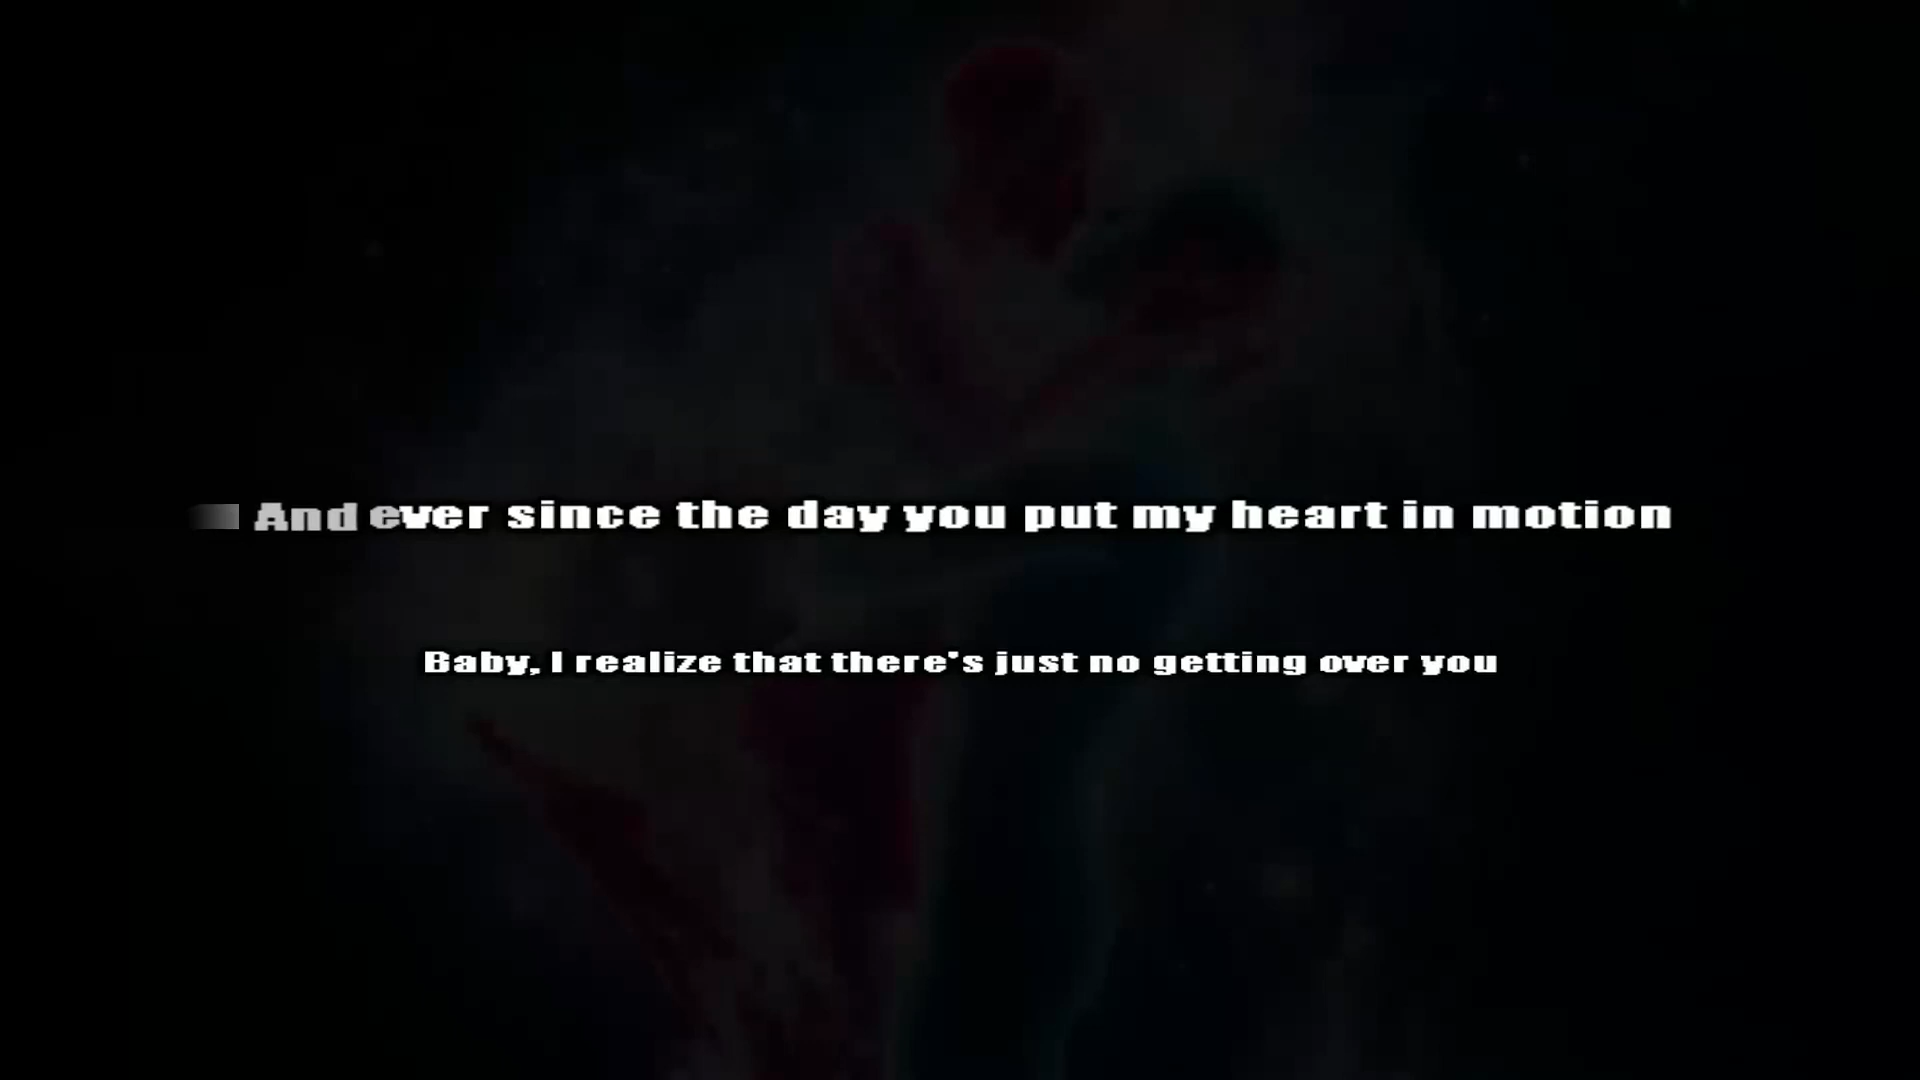 And ever since the day you put my heart in motion
Baby, I realize that there's just no getting over you